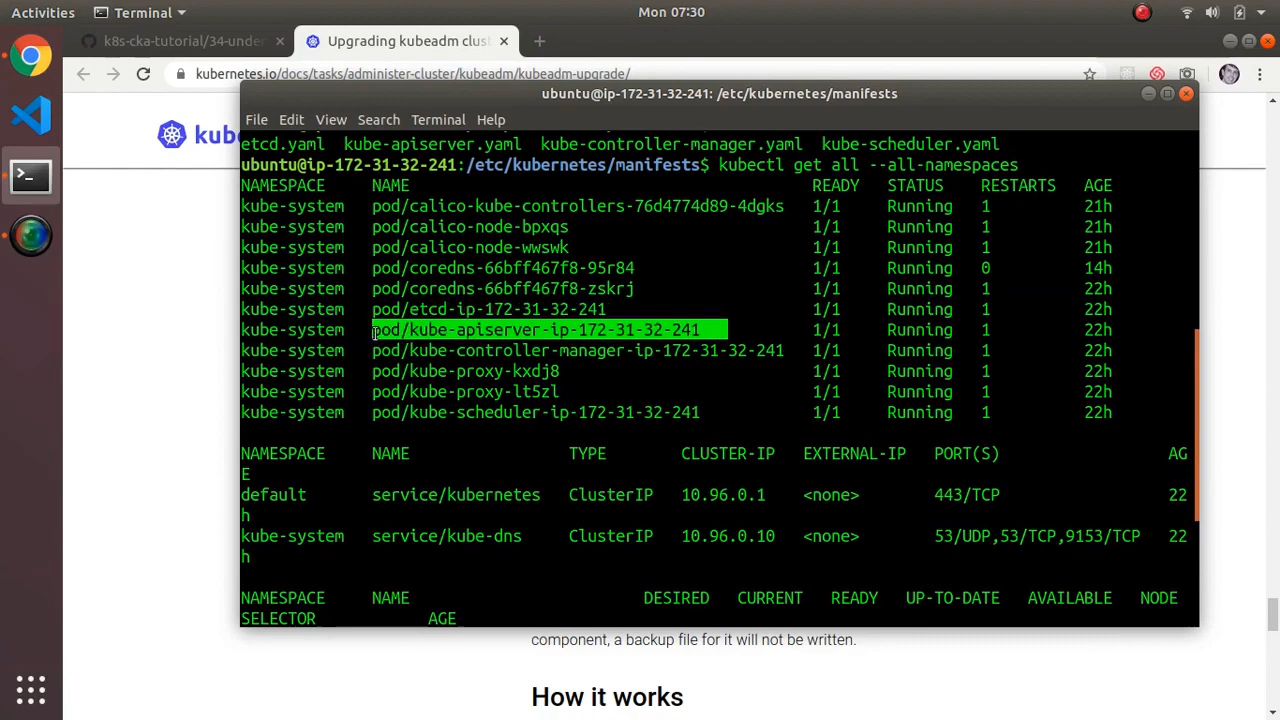 Activities Terminal Mon 07:30
k8s-cka-tutorial/34-under Upgrading kubeadm clust
kubernetes.io/docs/tasks/administer-cluster/kubeadm/kubeadm-upgrade/
ubuntu@ip-172-31-32-241: /etc/kubernetes/manifests
File Edit View Search Terminal Help
etcd.yaml kube-apiserver.yaml kube-controller-manager.yaml kube-scheduler.yaml
ubuntu@ip-172-31-32-241:/etc/kubernetes/manifests$ kubectl get all --all-namespaces
NAMESPACE NAME READY STATUS RESTARTS AGE
kube-system pod/calico-kube-controllers-76d4774d89-4dgks 1/1 Running 1 21h
kube-system pod/calico-node-bpxqs 1/1 Running 1 21h
kube-system pod/calico-node-wwswk 1/1 Running 1 21h
kube-system pod/coredns-66bff467f8-95r84 1/1 Running 0 14h
kube-system pod/coredns-66bff467f8-zskrj 1/1 Running 1 22h
kube-system pod/etcd-ip-172-31-32-241 1/1 Running 1 22h
kube-system pod/kube-apiserver-ip-172-31-32-241 1/1 Running 1 22h
kube-system pod/kube-controller-manager-ip-172-31-32-241 1/1 Running 1 22h
kube-system pod/kube-proxy-kxdj8 1/1 Running 1 22h
kube-system pod/kube-proxy-lt5zl 1/1 Running 1 22h
kube-system pod/kube-scheduler-ip-172-31-32-241 1/1 Running 1 22h
NAMESPACE NAME TYPE CLUSTER-IP EXTERNAL-IP PORT(S) AG
E
default service/kubernetes ClusterIP 10.96.0.1 <none> 443/TCP 22
h
kube-system service/kube-dns ClusterIP 10.96.0.10 <none> 53/UDP,53/TCP,9153/TCP 22
h
NAMESPACE NAME DESIRED CURRENT READY UP-TO-DATE AVAILABLE NODE
SELECTOR AGE
component, a backup file for it will not be written.
How it works